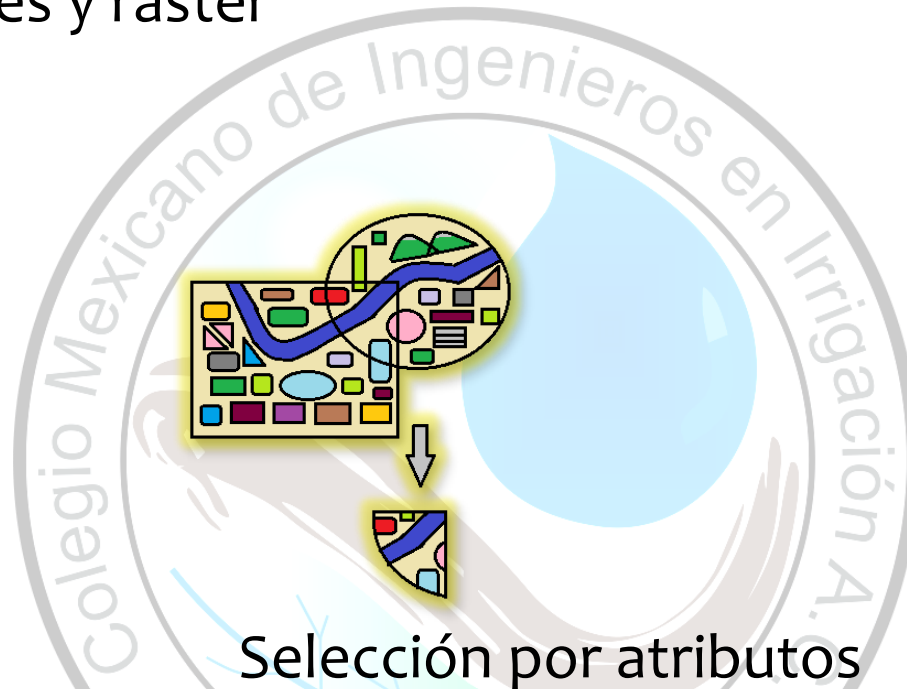 es y raster
Colegio Mexicano de Ingenieros en Irrigación A.C.
Selección por atributos